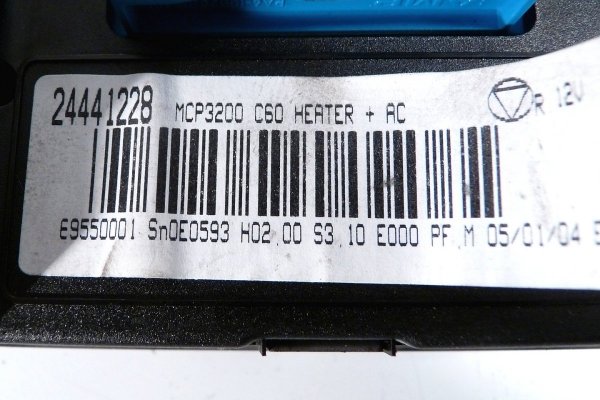 24441228 MCP3200 C60 HEATER + AC R 12V
E9550001 Sn0E0593 H02.00 S3.10 E000 PF.M 05/01/04